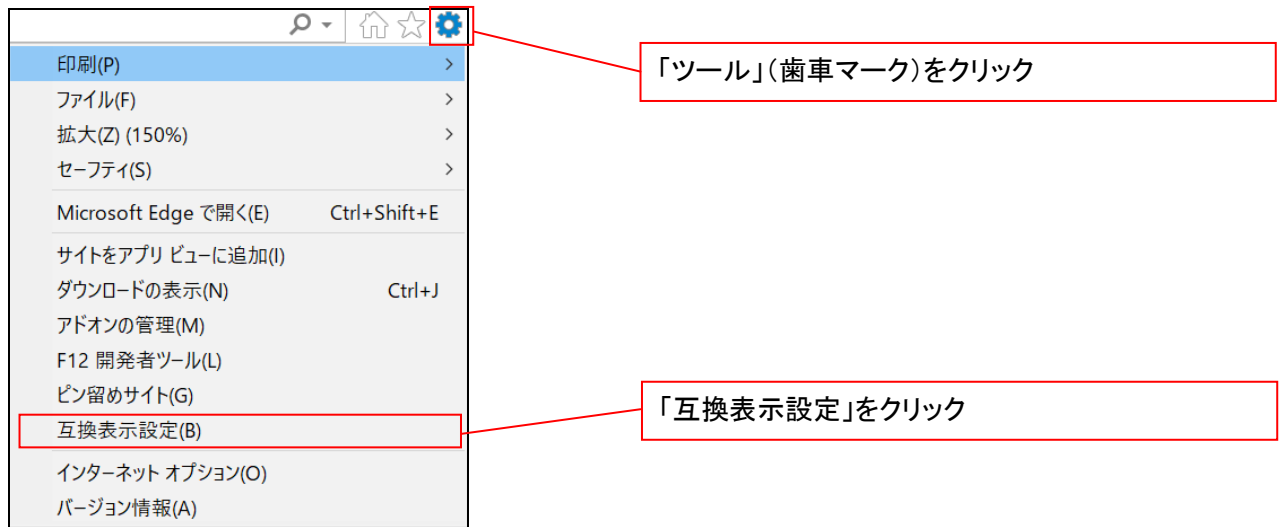 「ツール」(歯車マーク)をクリック
印刷(P)
ファイル(F)
拡大(Z) (150%)
セーフティ(S)
Microsoft Edge で開く(E) Ctrl+Shift+E
サイトをアプリ ビューに追加(I)
ダウンロードの表示(N) Ctrl+J
アドオンの管理(M)
F12 開発者ツール(L)
ピン留めサイト(G)
「互換表示設定」をクリック
互換表示設定(B)
インターネット オプション(O)
バージョン情報(A)